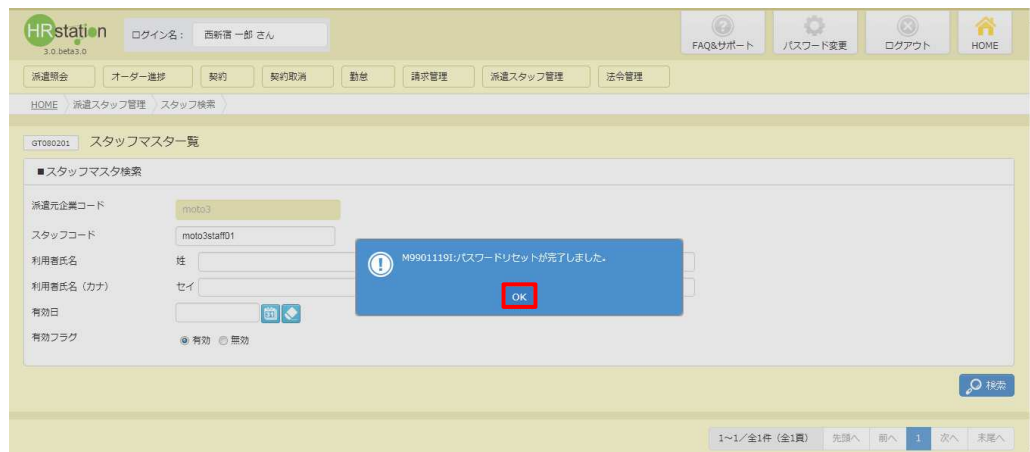 HRstation
3.0.beta3.0
ログイン名： 西新宿 一郎 さん
FAQ&サポート パスワード変更 ログアウト HOME
派遣照会 オーダー進捗 契約 契約取消 勤怠 請求管理 派遣スタッフ管理 法令管理
HOME 派遣スタッフ管理 スタッフ検索
GT080201 スタッフマスター覧
■スタッフマスタ検索
派遣元企業コード moto3
スタッフコード moto3staff01
利用者氏名 姓
M9901119I:パスワードリセットが完了しました。
利用者氏名（カナ） セイ
OK
有効日
有効フラグ 有効 無効
検索
1～1／全1件（全1頁） 先頭へ 前へ 1 次へ 末尾へ